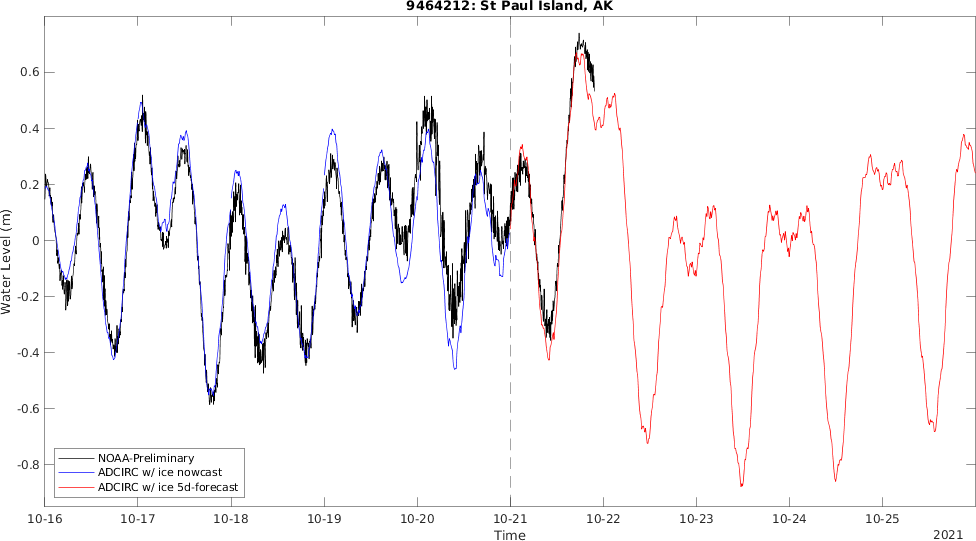 9464212: St Paul Island, AK
Water Level (m)
0.6
0.4
0.2
0
-0.2
-0.4
-0.6
-0.8
NOAA-Preliminary
ADCIRC w/ ice nowcast
ADCIRC w/ ice 5d-forecast
10-16 10-17 10-18 10-19 10-20 10-21 10-22 10-23 10-24 10-25
Time
2021